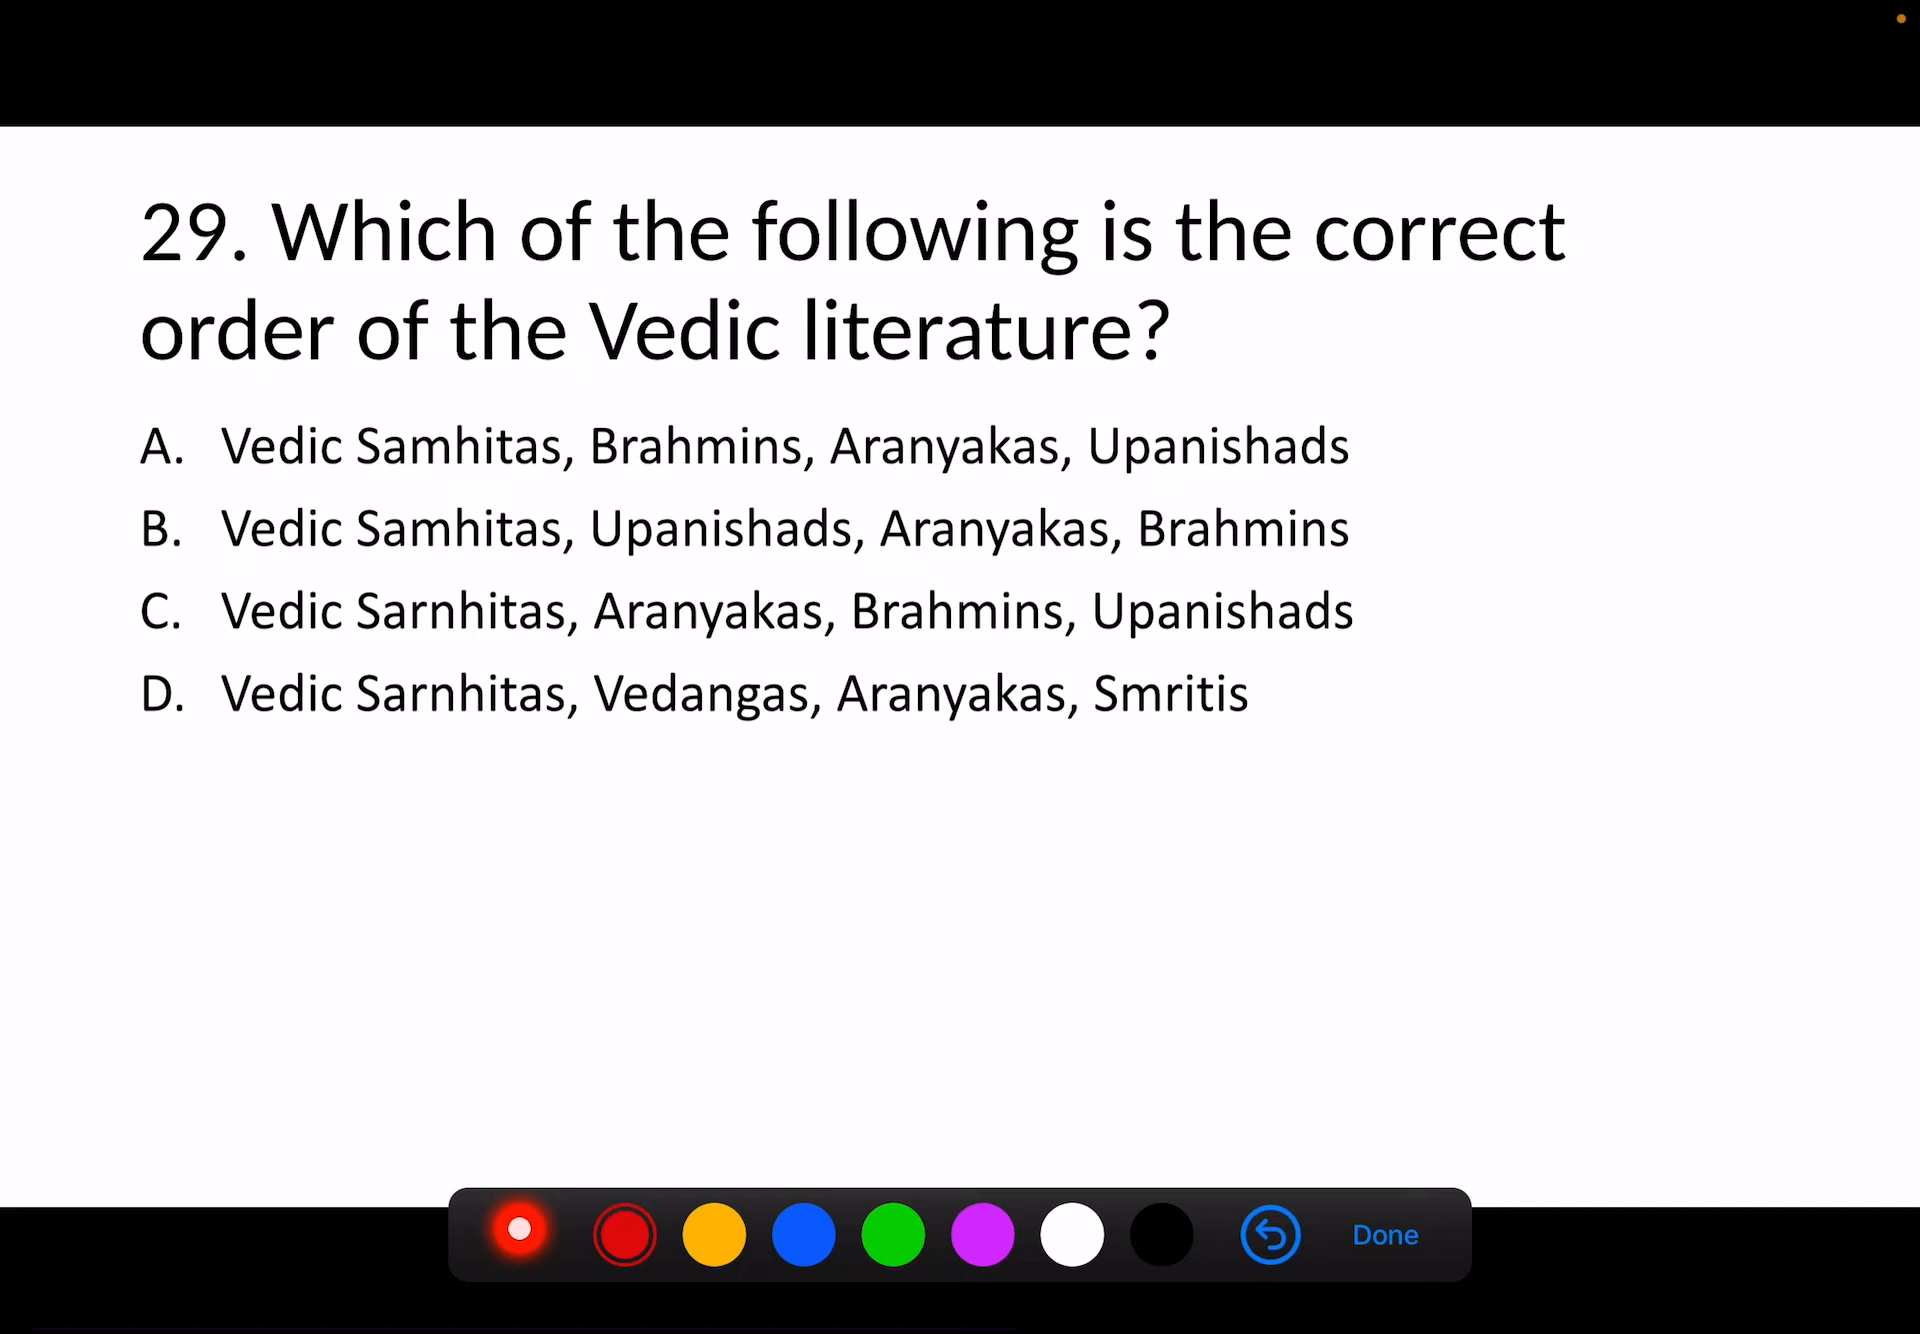 29. Which of the following is the correct
order of the Vedic literature?
A. Vedic Samhitas, Brahmins, Aranyakas, Upanishads
B. Vedic Samhitas, Upanishads, Aranyakas, Brahmins
C. Vedic Sarnhitas, Aranyakas, Brahmins, Upanishads
D. Vedic Sarnhitas, Vedangas, Aranyakas, Smritis
Done